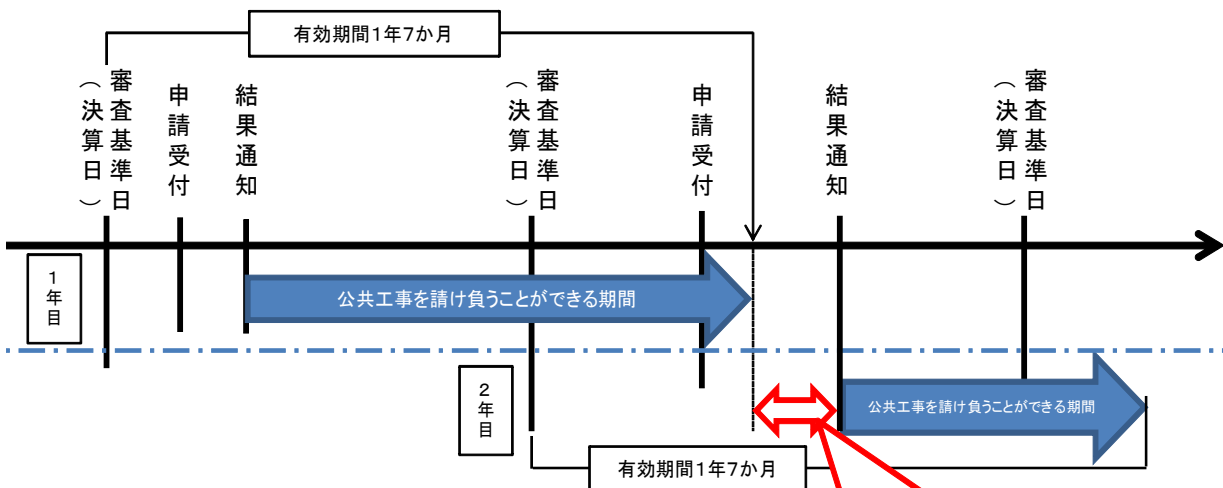 有効期間1年7か月
審査基準日
（決算日）
申請受付
結果通知
審査基準日
（決算日）
申請受付
結果通知
審査基準日
（決算日）
1年目
公共工事を請け負うことができる期間
2年目
公共工事を請け負うことができる期間
有効期間1年7か月